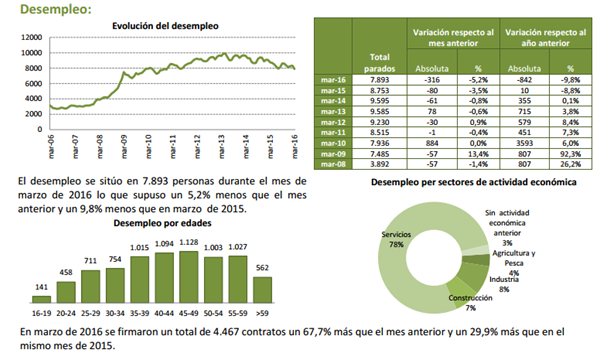 Desempleo:
Evolución del desempleo
12000
10000
8000
6000
4000
2000
0
mar-06
mar-07
mar-08
mar-09
mar-10
mar-11
mar-12
mar-13
mar-14
mar-15
mar-16
Total parados
Variación respecto al mes anterior
Variación respecto al año anterior
Absoluta % Absoluta %
mar-16 7.893 -316 -5,2% -842 -9,8%
mar-15 8.753 -80 -3,5% 10 -8,8%
mar-14 9.595 -61 -0,8% 355 0,1%
mar-13 9.585 78 -0,6% 715 3,8%
mar-12 9.230 -30 0,9% 579 8,4%
mar-11 8.515 -1 -0,4% 451 7,3%
mar-10 7.936 884 0,0% 3593 6,0%
mar-09 7.485 -57 13,4% 807 92,3%
mar-08 3.892 -57 -1,4% 807 26,2%
El desempleo se sitúo en 7.893 personas durante el mes de
marzo de 2016 lo que supuso un 5,2% menos que el mes
anterior y un 9,8% menos que en marzo de 2015.
Desempleo por edades
141
458
711
754
1.015
1.094
1.128
1.003
1.027
562
16-19 20-24 25-29 30-34 35-39 40-44 45-49 50-54 55-59 >59
Desempleo por sectores de actividad económica
Servicios
78%
Sin actividad
económica
anterior
3%
Agricultura y
Pesca
4%
Industria
8%
Construcción
7%
En marzo de 2016 se firmaron un total de 4.467 contratos un 67,7% más que el mes anterior y un 29,9% más que en el
mismo mes de 2015.